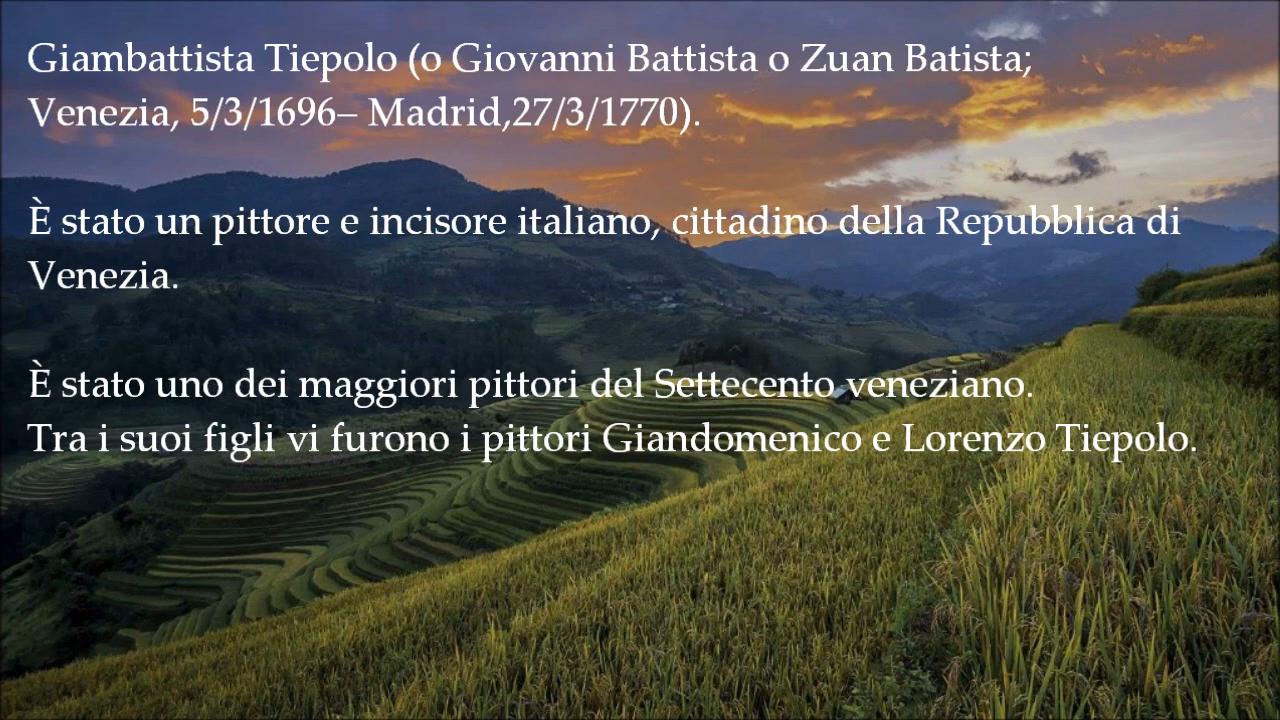 Giambattista Tiepolo (o Giovanni Battista o Zuan Batista;
Venezia, 5/3/1696– Madrid,27/3/1770).
È stato un pittore e incisore italiano, cittadino della Repubblica di
Venezia.
È stato uno dei maggiori pittori del Settecento veneziano.
Tra i suoi figli vi furono i pittori Giandomenico e Lorenzo Tiepolo.